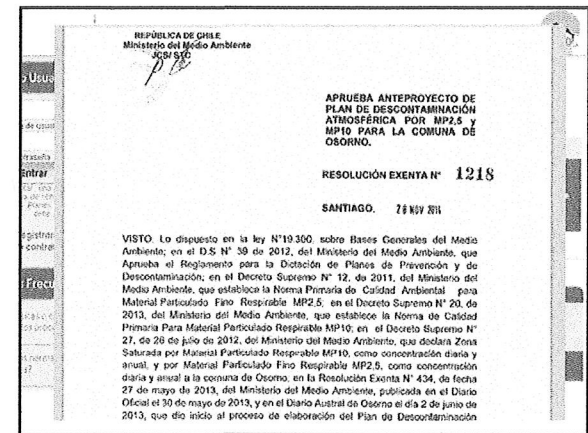 REPÚBLICA DE CHILE
Ministerio del Medio Ambiente
JCS/ STC
APRUEBA ANTEPROYECTO DE
PLAN DE DESCONTAMINACIÓN
ATMOSFÉRICA POR MP2,5 y
MP10 PARA LA COMUNA DE
OSORNO.
RESOLUCIÓN EXENTA N° 1218
SANTIAGO, 28 NOV 2014
VISTO: Lo dispuesto en la ley N°19.300, sobre Bases Generales del Medio
Ambiente; en el D.S N° 39 de 2012, del Ministerio del Medio Ambiente, que
Aprueba el Reglamento para la Dictación de Planes de Prevención y de
Descontaminación; en el Decreto Supremo N° 12, de 2011, del Ministerio del
Medio Ambiente, que establece la Norma Primaria de Calidad Ambiental para
Material Particulado Fino Respirable MP2,5; en el Decreto Supremo N° 20, de
2013, del Ministerio del Medio Ambiente, que establece la Norma de Calidad
Primaria Para Material Particulado Respirable MP10; en el Decreto Supremo N°
27, de 26 de julio de 2012, del Ministerio del Medio Ambiente, que declara Zona
Saturada por Material Particulado Respirable MP10, como concentración diaria y
anual, y por Material Particulado Fino Respirable MP2,5, como concentración
diaria y anual a la comuna de Osorno, en la Resolución Exenta N° 434, de fecha
27 de mayo de 2013, del Ministerio del Medio Ambiente, publicada en el Diario
Oficial el 30 de mayo de 2013, y en el Diario Austral de Osorno el día 2 de junio de
2013, que dio inicio al proceso de elaboración del Plan de Descontaminación